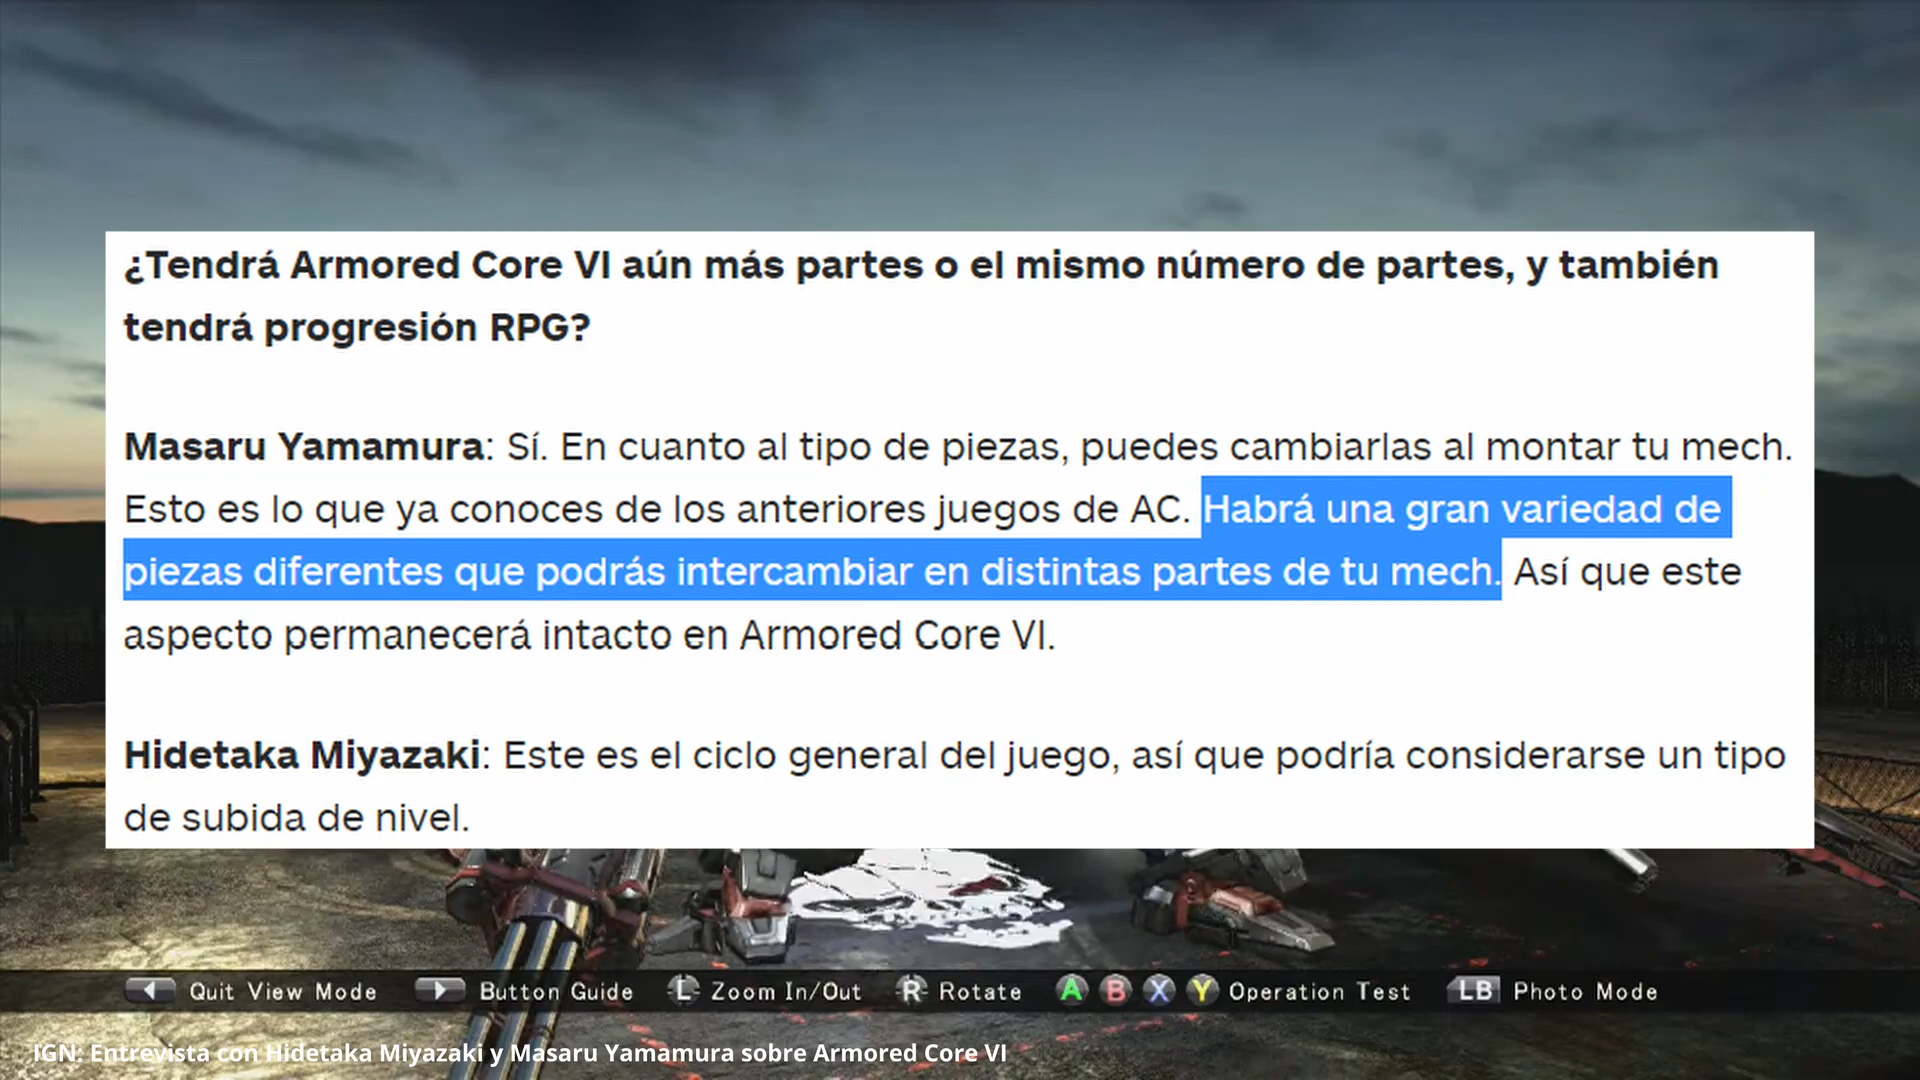 ¿Tendrá Armored Core VI aún más partes o el mismo número de partes, y también
tendrá progresión RPG?
Masaru Yamamura: Sí. En cuanto al tipo de piezas, puedes cambiarlas al montar tu mech.
Esto es lo que ya conoces de los anteriores juegos de AC. Habrá una gran variedad de
piezas diferentes que podrás intercambiar en distintas partes de tu mech. Así que este
aspecto permanecerá intacto en Armored Core VI.
Hidetaka Miyazaki: Este es el ciclo general del juego, así que podría considerarse un tipo
de subida de nivel.
Quit View Mode Button Guide L Zoom In/Out R Rotate A B X Y Operation Test LB Photo Mode
IGN: Entrevista con Hidetaka Miyazaki y Masaru Yamamura sobre Armored Core VI